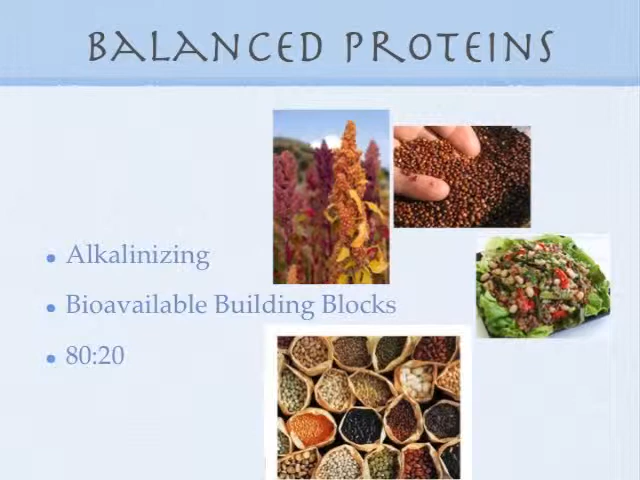 BALANCED PROTEINS
• Alkalinizing
• Bioavailable Building Blocks
• 80:20